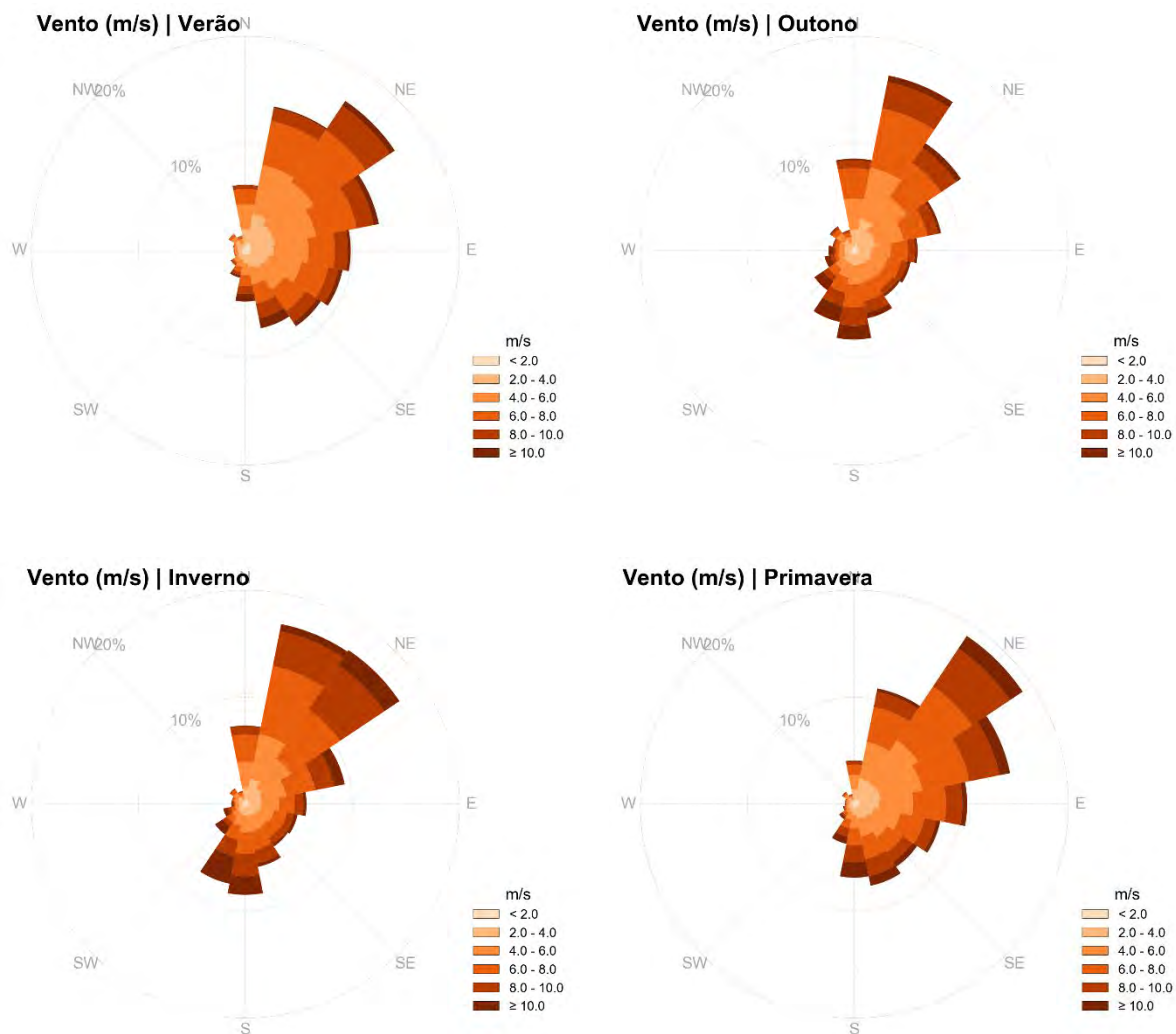 Vento (m/s) | Verão
N
NW
20%
NE
10%
W
E
SW
SE
S
m/s
< 2.0
2.0 - 4.0
4.0 - 6.0
6.0 - 8.0
8.0 - 10.0
≥ 10.0
Vento (m/s) | Outono
N
NW
20%
NE
10%
W
E
SW
SE
S
m/s
< 2.0
2.0 - 4.0
4.0 - 6.0
6.0 - 8.0
8.0 - 10.0
≥ 10.0
Vento (m/s) | Inverno
N
NW
20%
NE
10%
W
E
SW
SE
S
m/s
< 2.0
2.0 - 4.0
4.0 - 6.0
6.0 - 8.0
8.0 - 10.0
≥ 10.0
Vento (m/s) | Primavera
N
NW
20%
NE
10%
W
E
SW
SE
S
m/s
< 2.0
2.0 - 4.0
4.0 - 6.0
6.0 - 8.0
8.0 - 10.0
≥ 10.0